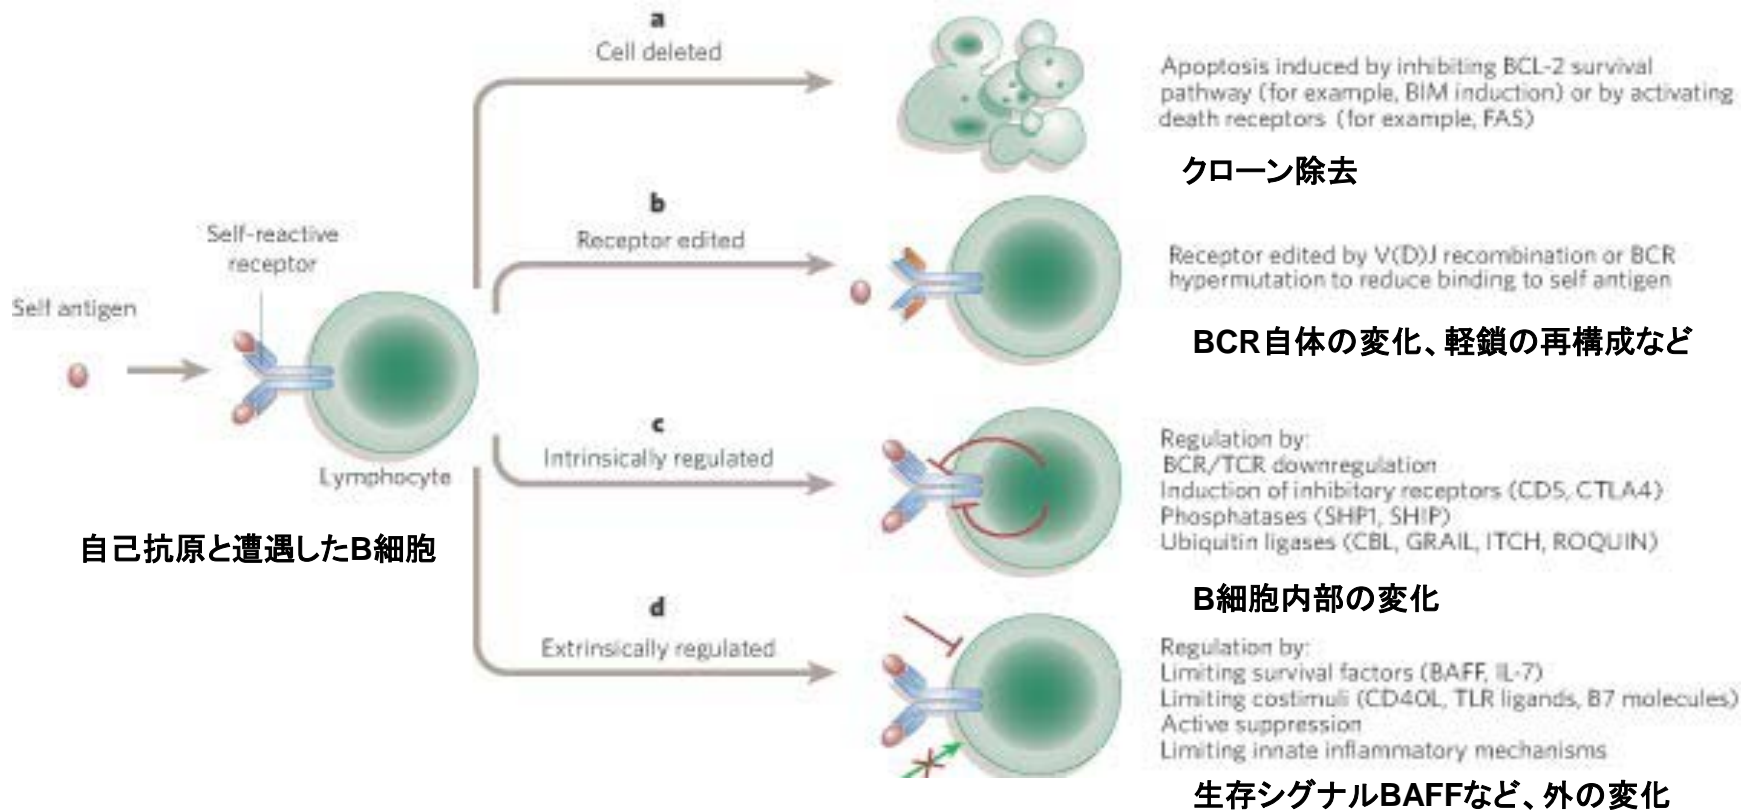 a
Cell deleted
Apoptosis induced by inhibiting BCL-2 survival
pathway (for example, BIM induction) or by activating
death receptors (for example, FAS)
クローン除去
b
Receptor edited
Receptor edited by V(D)J recombination or BCR
hypermutation to reduce binding to self antigen
BCR自体の変化、軽鎖の再構成など
Self-reactive
receptor
Self antigen
Lymphocyte
自己抗原と遭遇したB細胞
c
Intrinsically regulated
Regulation by:
BCR/TCR downregulation
Induction of inhibitory receptors (CD5, CTLA4)
Phosphatases (SHP1, SHIP)
Ubiquitin ligases (CBL, GRAIL, ITCH, ROQUIN)
B細胞内部の変化
d
Extrinsically regulated
Regulation by:
Limiting survival factors (BAFF, IL-7)
Limiting costimuli (CD40L, TLR ligands, B7 molecules)
Active suppression
Limiting innate inflammatory mechanisms
生存シグナルBAFFなど、外の変化